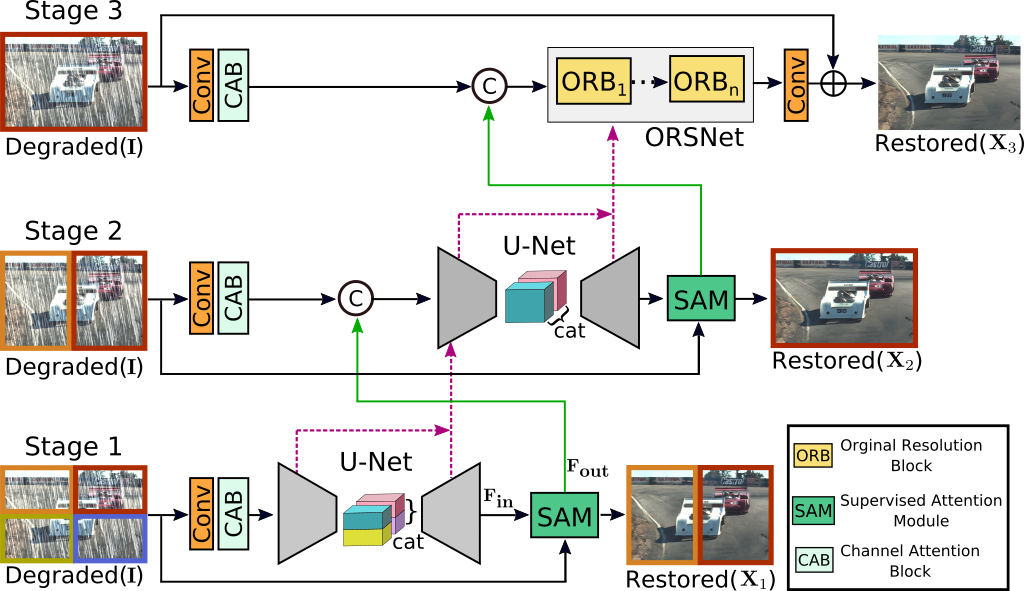 Stage 3
Degraded(I)
Conv
CAB
C
ORB1
...
ORBn
ORSNet
Conv
Restored(X3)
Stage 2
Degraded(I)
Conv
CAB
C
U-Net
cat
SAM
Restored(X2)
Stage 1
Degraded(I)
Conv
CAB
U-Net
cat
Fin
Fout
SAM
Restored(X1)
ORB
Orginal Resolution
Block
SAM
Supervised Attention
Module
CAB
Channel Attention
Block
Castrol
Castrol